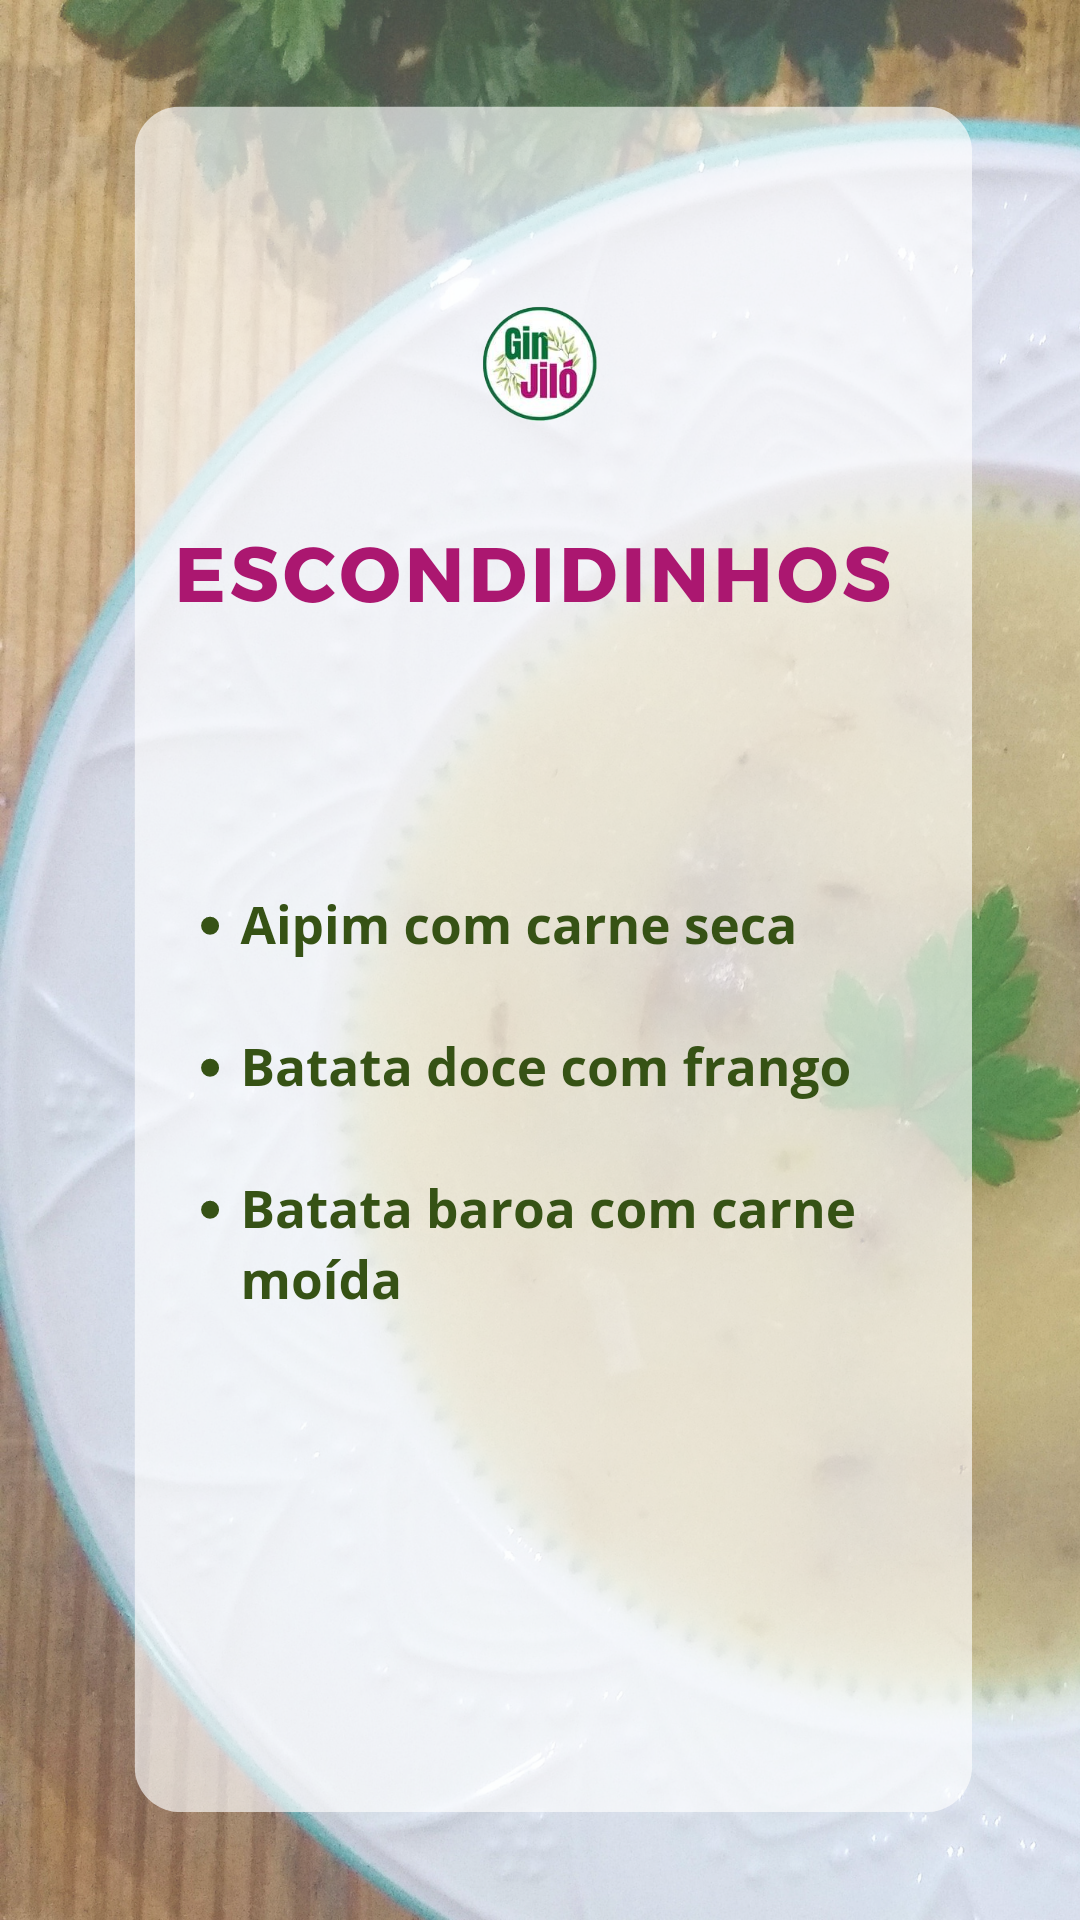 Gin
Jiló
ESCONDIDINHOS
• Aipim com carne seca
• Batata doce com frango
• Batata baroa com carne
moída